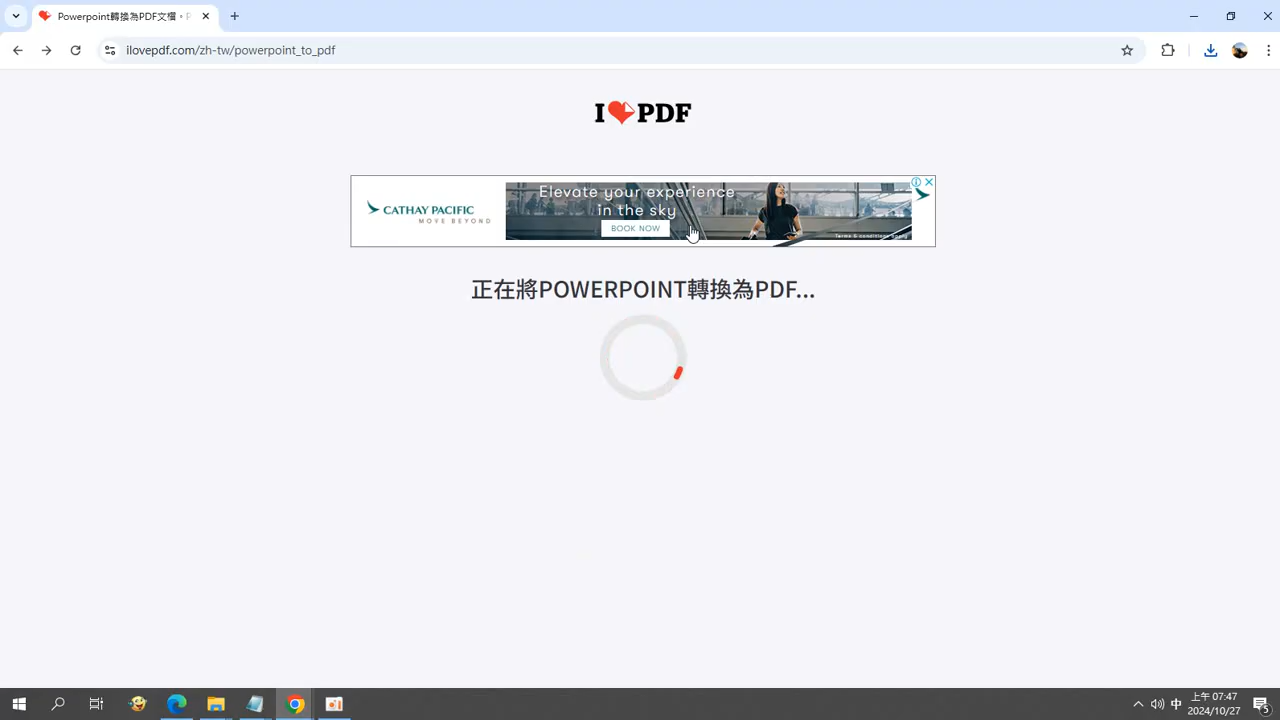 Powerpoint轉換為PDF文檔。P
ilovepdf.com/zh-tw/powerpoint_to_pdf
I PDF
CATHAY PACIFIC
MOVE BEYOND
Elevate your experience
in the sky
BOOK NOW
Terms & conditions apply
正在將POWERPOINT轉換為PDF...
中
上午 07:47
2024/10/27